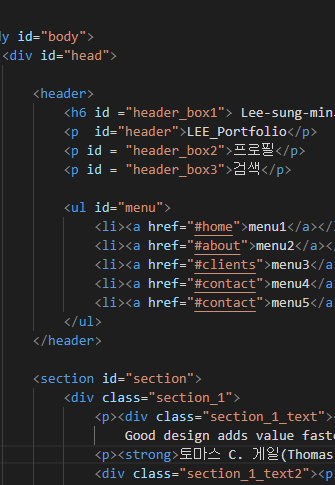 y id="body">
<div id="head">
<header>
<h6 id ="header_box1"> Lee-sung-min.
<p  id="header">LEE_Portfolio</p>
<p id = "header_box2">프로필</p>
<p id = "header_box3">검색</p>
<ul id="menu">
<li><a href="#home">menu1</a></l
<li><a href="#about">menu2</a></
<li><a href="#clients">menu3</a
<li><a href="#contact">menu4</a
<li><a href="#contact">menu5</a
</ul>
</header>
<section id="section">
<div class="section_1">
<p><div class="section_1_text">
Good design adds value faste
<p><strong>토마스 C. 게일(Thomas
<div class="section_1_text2"><p